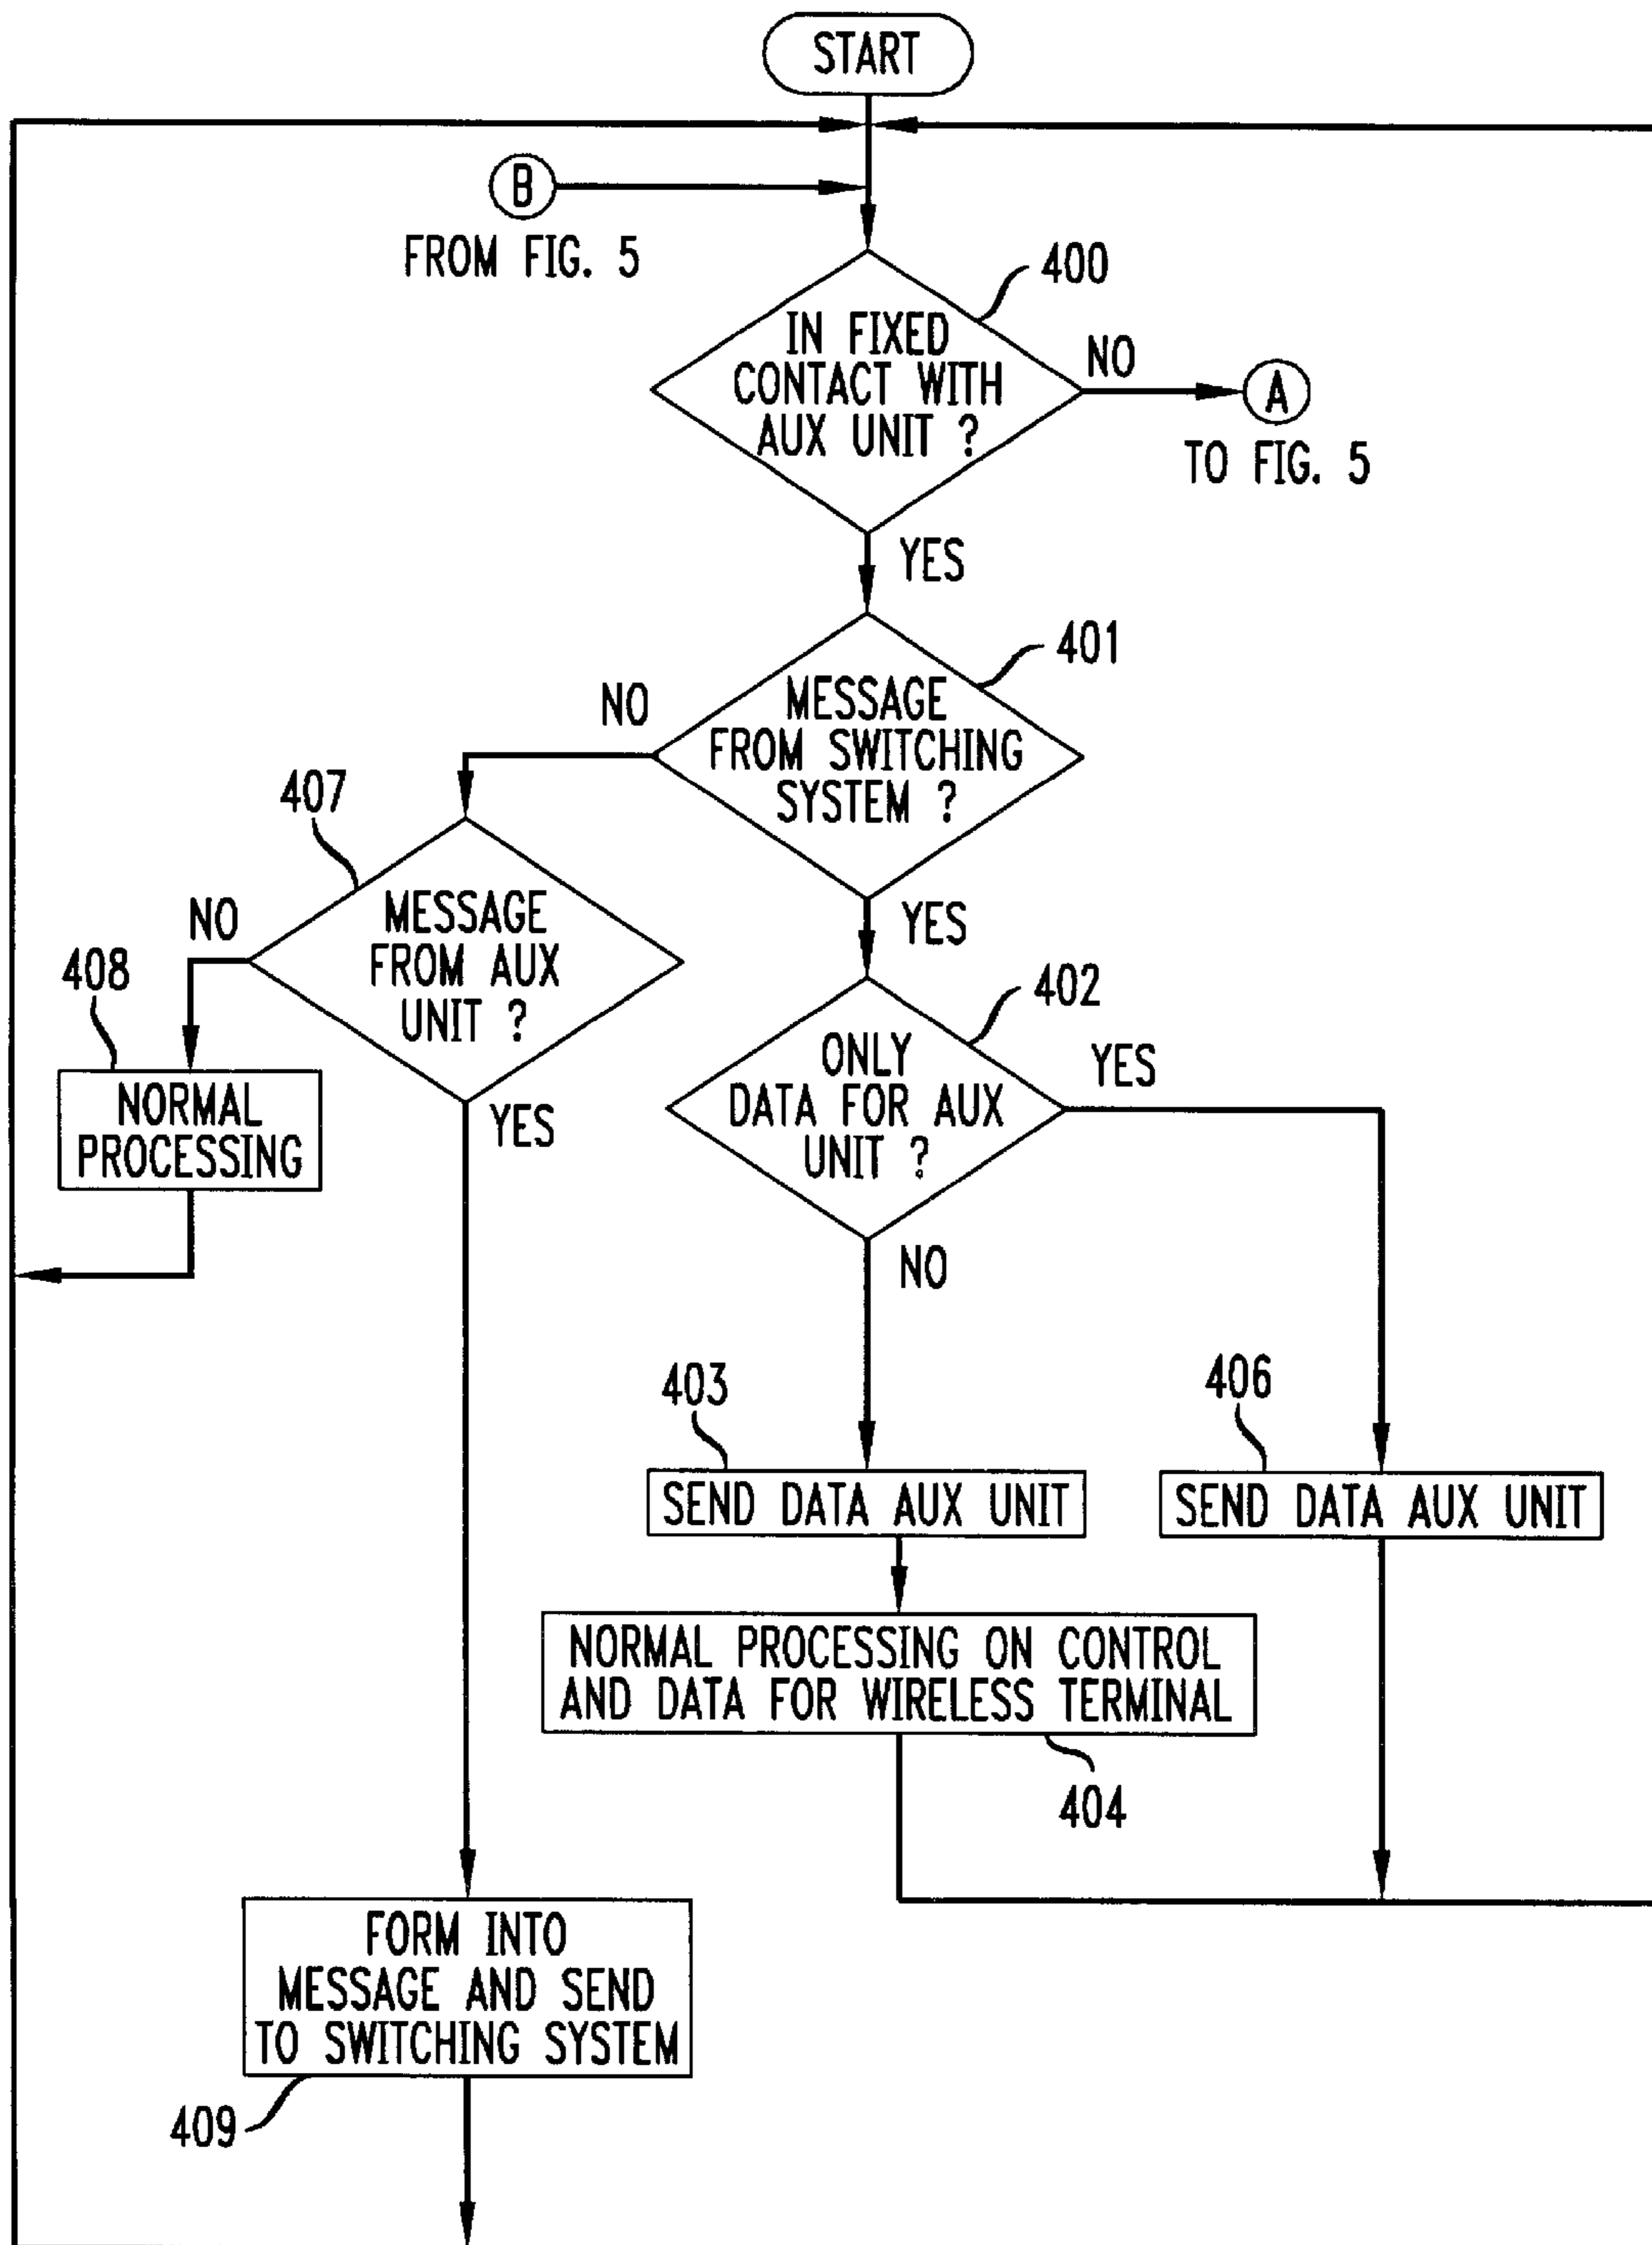 START
B
FROM FIG. 5
400
IN FIXED
CONTACT WITH
AUX UNIT ?
NO
A
TO FIG. 5
YES
401
MESSAGE
FROM SWITCHING
SYSTEM ?
NO
407
MESSAGE
FROM AUX
UNIT ?
NO
408
NORMAL
PROCESSING
YES
YES
402
ONLY
DATA FOR AUX
UNIT ?
YES
NO
403
SEND DATA AUX UNIT
406
SEND DATA AUX UNIT
NORMAL PROCESSING ON CONTROL
AND DATA FOR WIRELESS TERMINAL
404
FORM INTO
MESSAGE AND SEND
TO SWITCHING SYSTEM
409